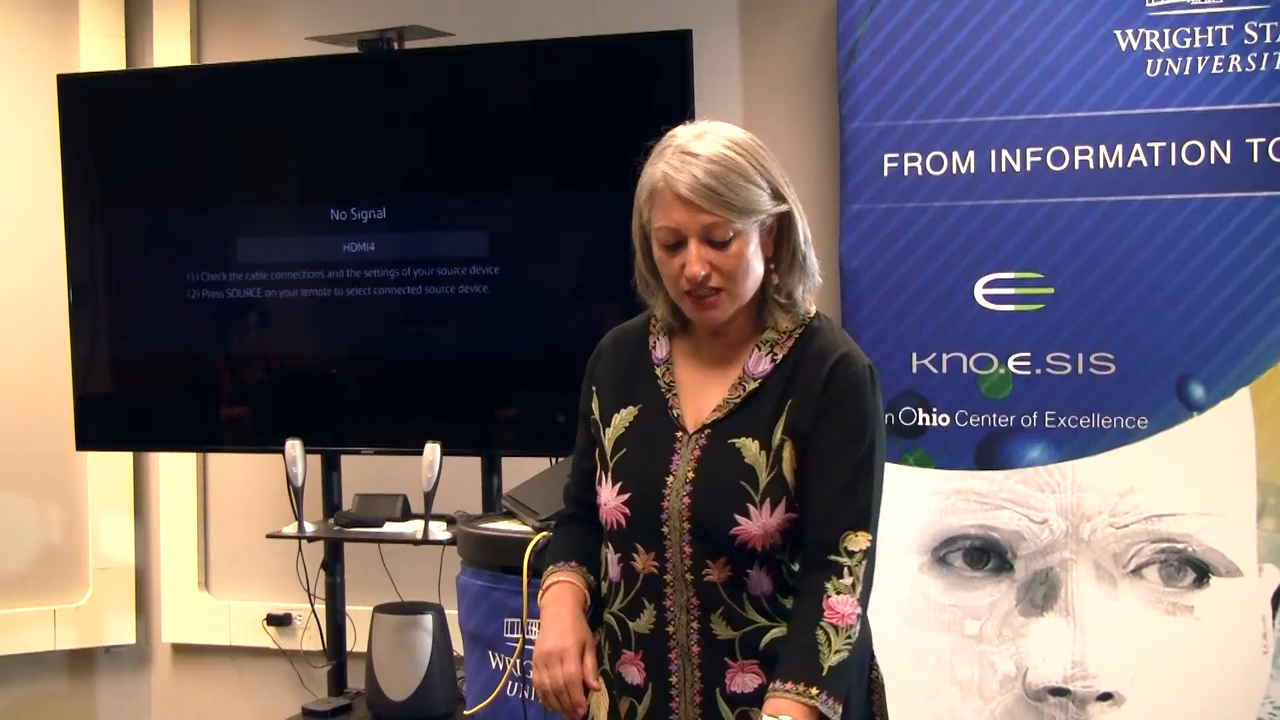 No Signal
HDMI4
(1) Check the cable connections and the settings of your source device
(2) Press SOURCE on your remote to select connected source device.
WRIGHT STA
UNIVERSIT
FROM INFORMATION TO
KNO.E.SIS
n Ohio Center of Excellence
WRIG
UNI